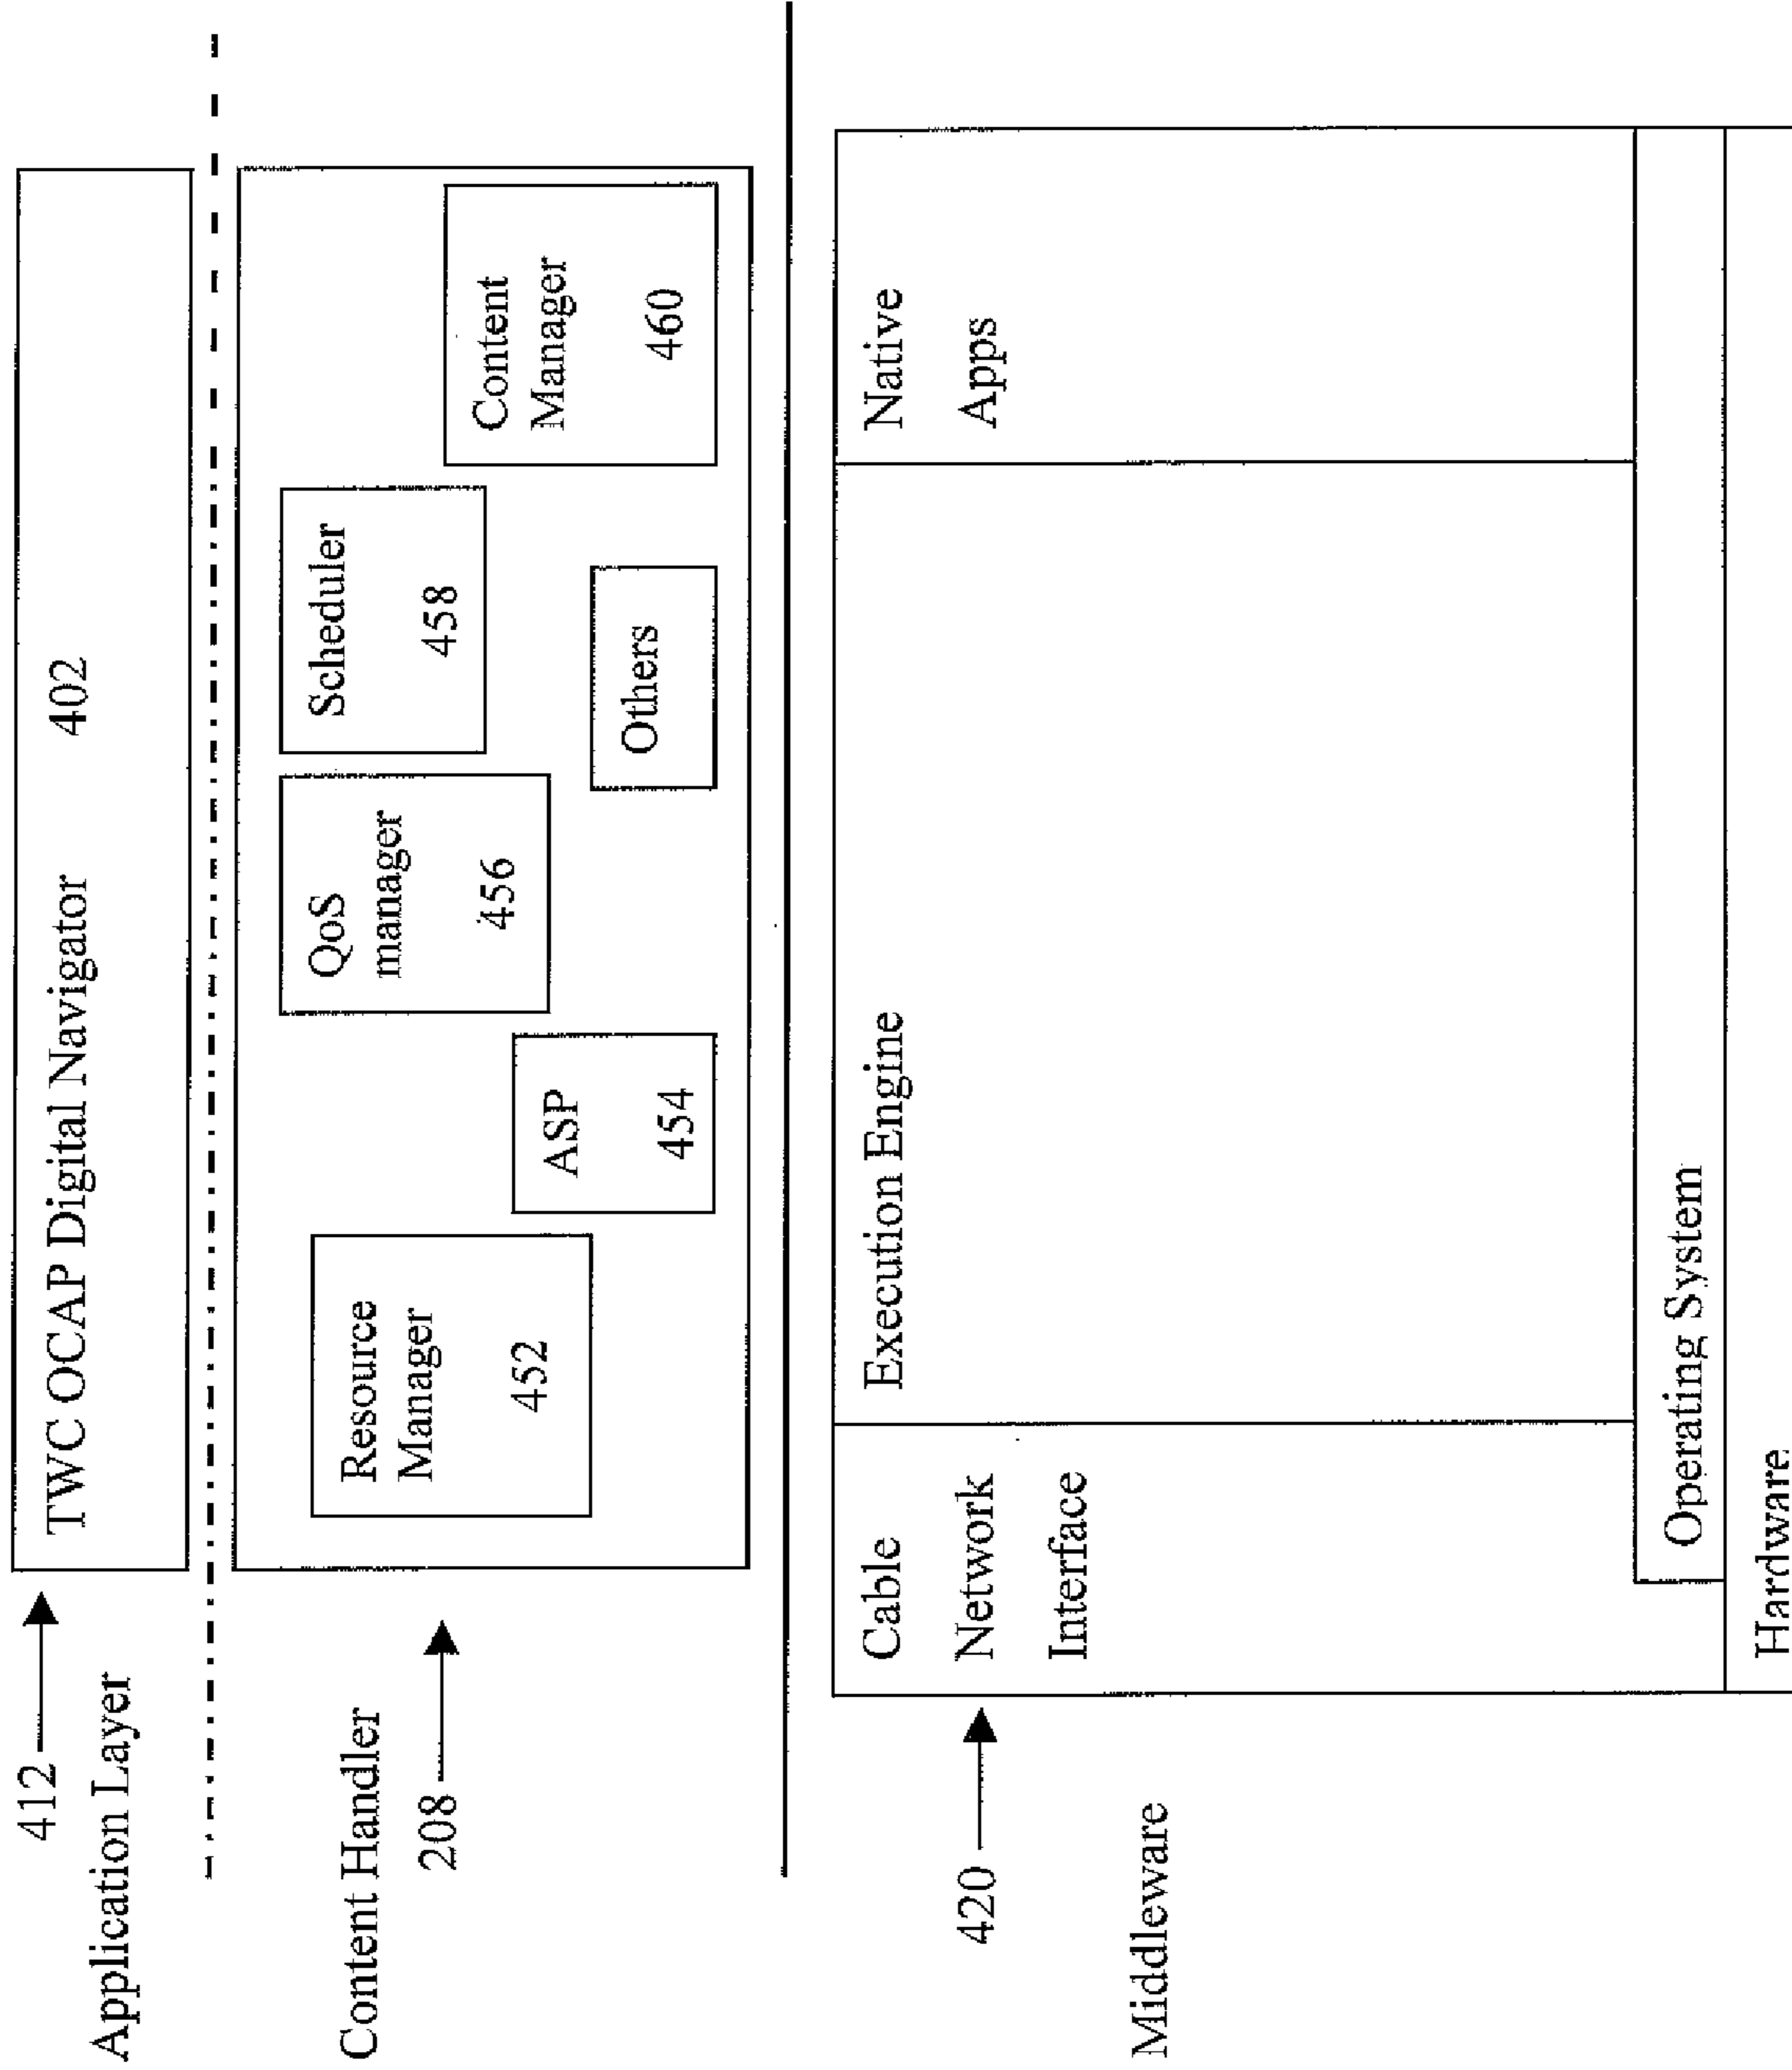 412
Application Layer
TWC OCAP Digital Navigator 402
Content Handler
208
Resource
Manager
452
ASP
454
QoS
manager
456
Scheduler
458
Others
Content
Manager
460
420
Middleware
Cable
Network
Interface
Execution Engine
Native
Apps
Operating System
Hardware